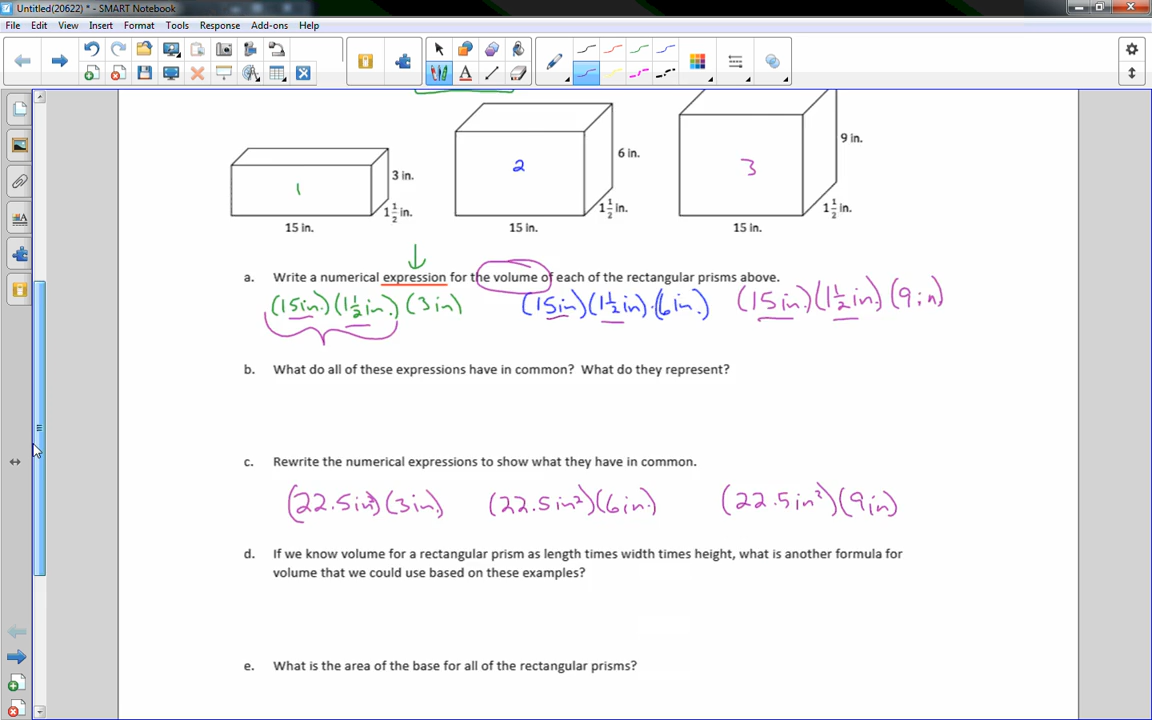 Untitled(20622) * - SMART Notebook
File Edit View Insert Format Tools Response Add-ons Help
3 in.
1 1/2 in.
15 in.
1
6 in.
1 1/2 in.
15 in.
2
9 in.
1 1/2 in.
15 in.
3
a. Write a numerical expression for the volume of each of the rectangular prisms above.
(15in.)(1 1/2 in.)(3in) (15in)(1 1/2 in)·(6in.) (15in.)(1 1/2 in.)(9in)
b. What do all of these expressions have in common? What do they represent?
c. Rewrite the numerical expressions to show what they have in common.
(22.5in²)(3in.) (22.5in²)(6in.) (22.5in²)(9in)
d. If we know volume for a rectangular prism as length times width times height, what is another formula for
volume that we could use based on these examples?
e. What is the area of the base for all of the rectangular prisms?